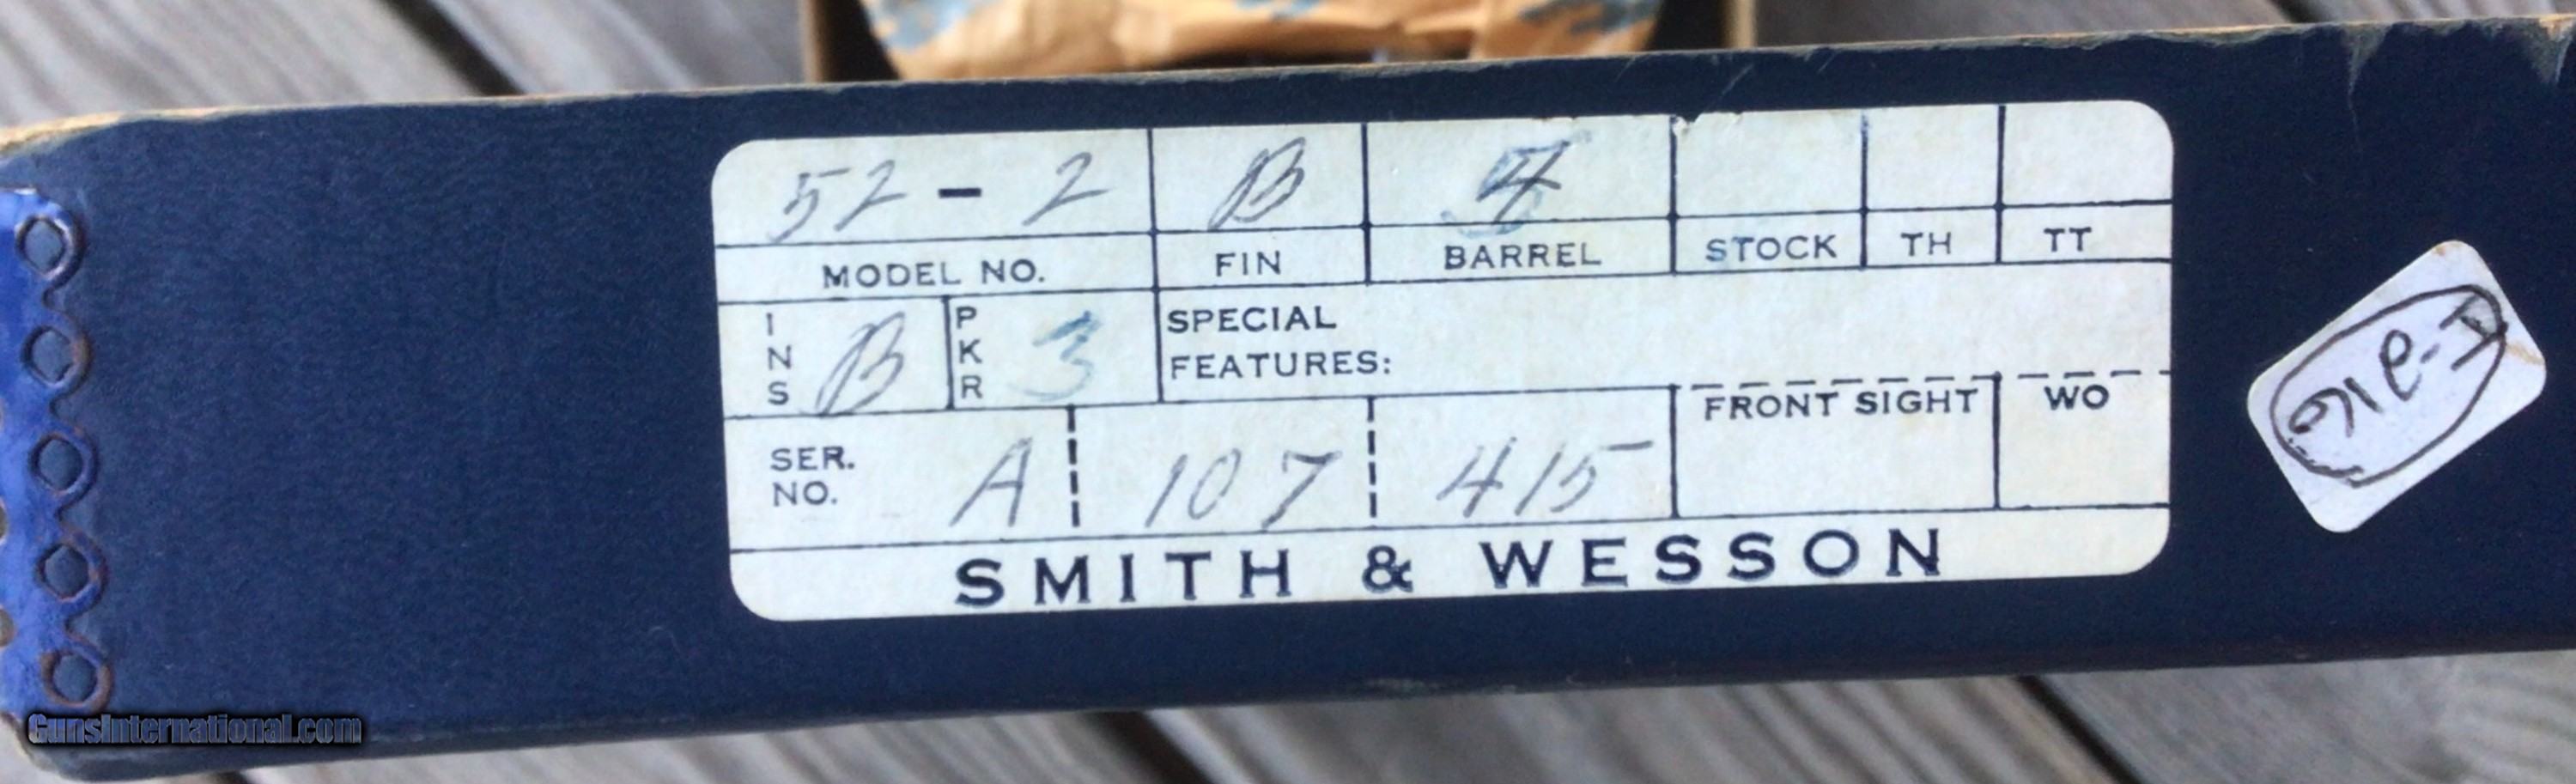 52 - 2 B
MODEL NO. FIN BARREL STOCK TH TT
INS B PKR 3 SPECIAL
FEATURES:
FRONT SIGHT WO
SER.
NO. A 107 415
SMITH & WESSON
GunsInternational.com